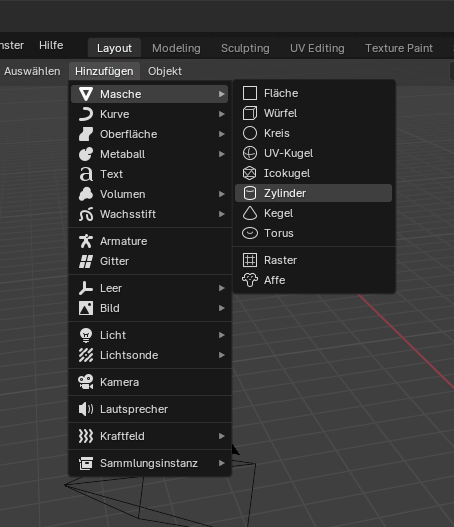 nster Hilfe Layout Modeling Sculpting UV Editing Texture Paint
Auswählen Hinzufügen Objekt
Masche
Kurve
Oberfläche
Metaball
Text
Volumen
Wachsstift
Armature
Gitter
Leer
Bild
Licht
Lichtsonde
Kamera
Lautsprecher
Kraftfeld
Sammlungsinstanz
Fläche
Würfel
Kreis
UV-Kugel
Icokugel
Zylinder
Kegel
Torus
Raster
Affe